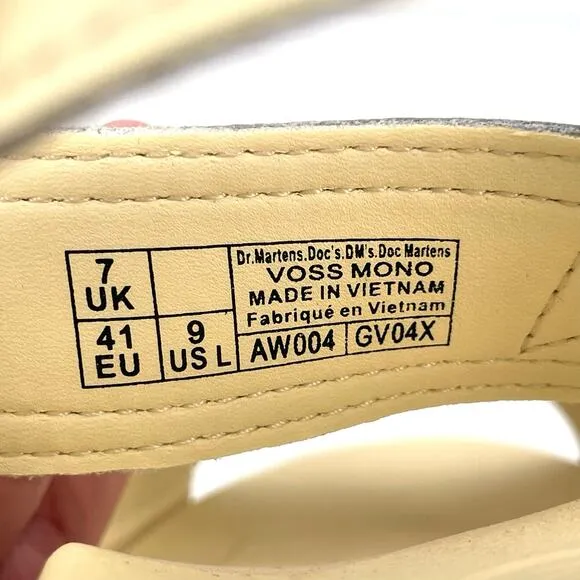 7
UK
41
EU
9
US L
Dr.Martens.Doc's.DM's.Doc Martens
VOSS MONO
MADE IN VIETNAM
Fabriqué en Vietnam
AW004
GV04X